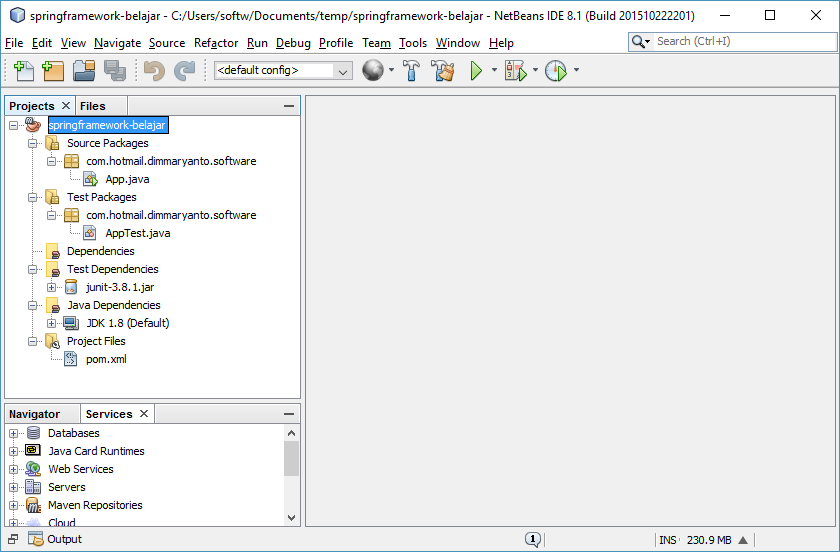 springframework-belajar - C:/Users/softw/Documents/temp/springframework-belajar - NetBeans IDE 8.1 (Build 201510222201)
File Edit View Navigate Source Refactor Run Debug Profile Team Tools Window Help
Search (Ctrl+I)
<default config>
Projects Files
springframework-belajar
Source Packages
com.hotmail.dimmaryanto.software
App.java
Test Packages
com.hotmail.dimmaryanto.software
AppTest.java
Dependencies
Test Dependencies
junit-3.8.1.jar
Java Dependencies
JDK 1.8 (Default)
Project Files
pom.xml
Navigator Services
Databases
Java Card Runtimes
Web Services
Servers
Maven Repositories
Cloud
Output 1 INS 230.9 MB